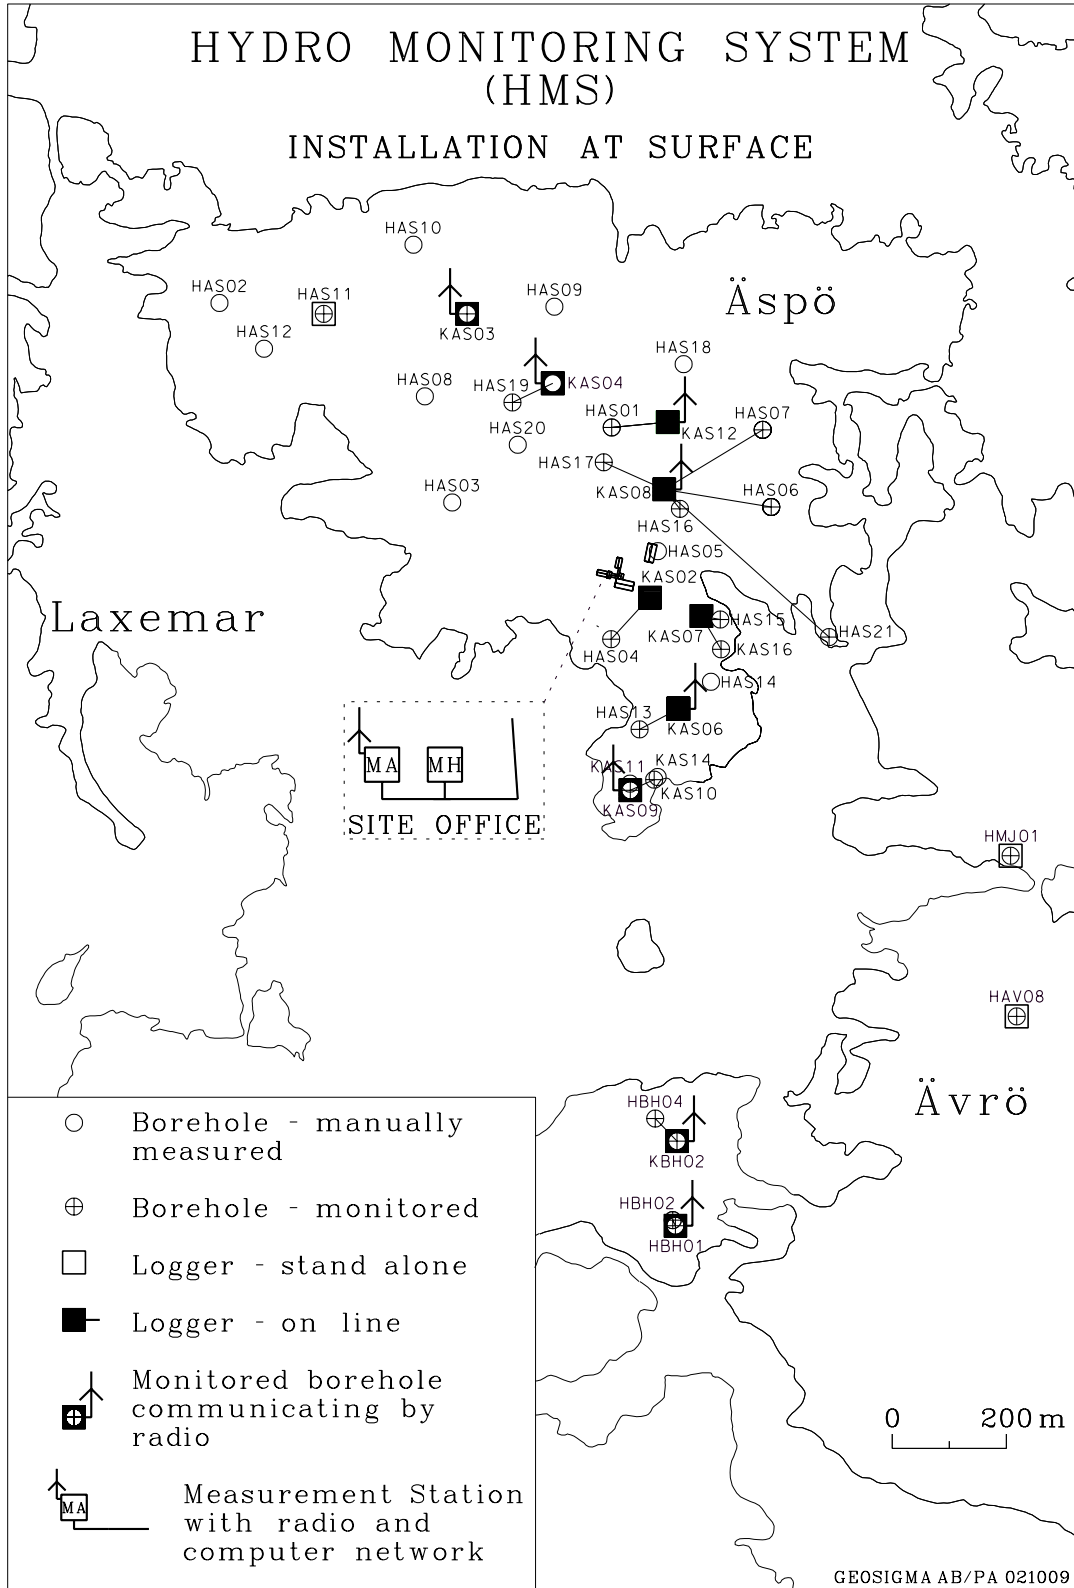 HYDRO MONITORING SYSTEM
(HMS)
INSTALLATION AT SURFACE
HAS10
HAS02
HAS11
HAS09
Äspö
HAS12
KAS03
HAS18
HAS08
HAS19
KAS04
HAS01
HAS07
HAS20
KAS12
HAS17
HAS03
KAS08
HAS06
HAS16
HAS05
KAS02
Laxemar
HAS15
KAS07
HAS21
HAS04
KAS16
HAS14
HAS13
KAS06
MA
MH
KAS11
KAS14
KAS10
KAS09
SITE OFFICE
HMJ01
HAV08
Ävrö
HBH04
KBH02
HBH02
HBH01
Borehole - manually
measured
Borehole - monitored
Logger - stand alone
Logger - on line
Monitored borehole
communicating by
radio
MA
Measurement Station
with radio and
computer network
0 200 m
GEOSIGMA AB/PA 021009